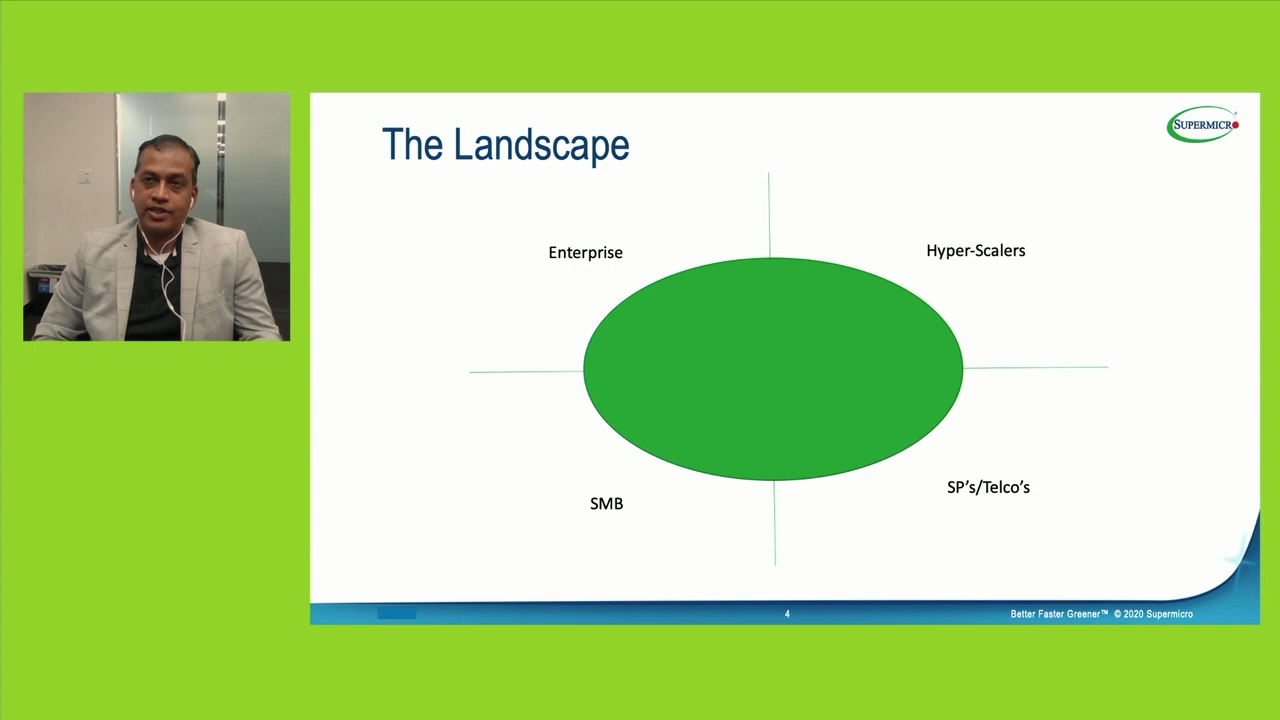 The Landscape
SUPERMICRO
Enterprise
Hyper-Scalers
SMB
SP's/Telco's
4
Better Faster Greener™ © 2020 Supermicro